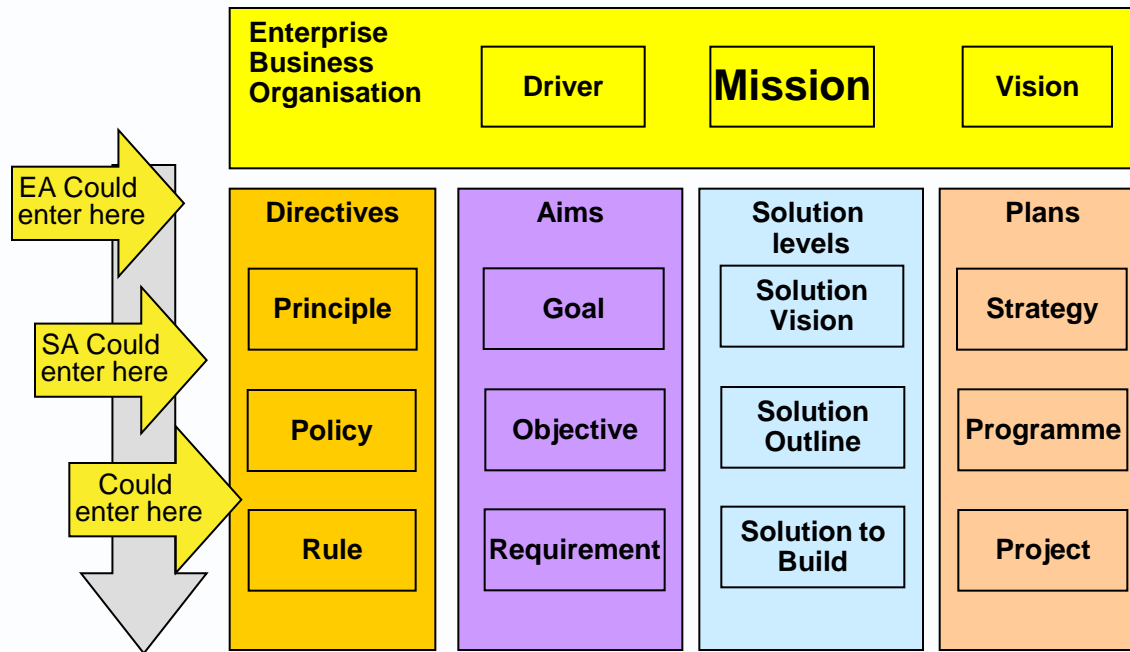 Enterprise
Business
Organisation
Driver
Mission
Vision
EA Could
enter here
SA Could
enter here
Could
enter here
Directives
Principle
Policy
Rule
Aims
Goal
Objective
Requirement
Solution
levels
Solution
Vision
Solution
Outline
Solution to
Build
Plans
Strategy
Programme
Project